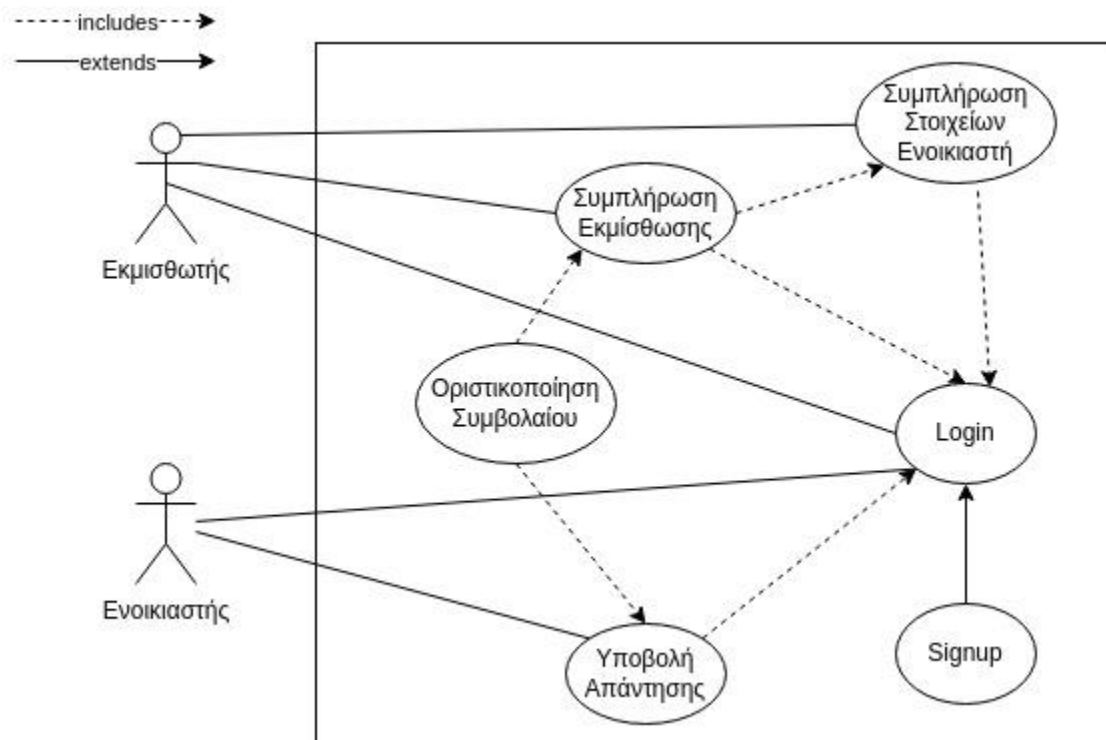 includes
extends
Συμπλήρωση
Στοιχείων
Ενοικιαστή
Συμπλήρωση
Εκμίσθωσης
Εκμισθωτής
Οριστικοποίηση
Συμβολαίου
Login
Ενοικιαστής
Υποβολή
Απάντησης
Signup